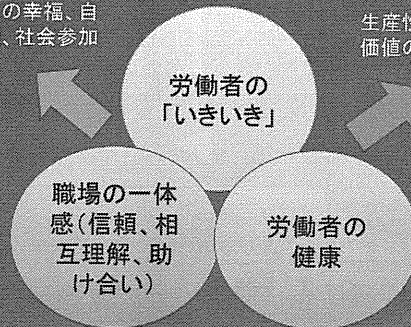 の幸福、自
、社会参加
生産性
価値の
労働者の
「いきいき」
職場の一体
感(信頼、相
互理解、助
け合い)
労働者の
健康